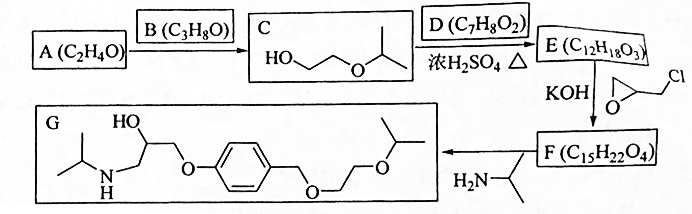 A (C₂H₄O)
B (C₃H₈O)
C
HO
O
D (C₇H₈O₂)
浓H₂SO₄ △
E (C₁₂H₁₈O₃)
KOH
O
Cl
F (C₁₅H₂₂O₄)
H₂N
G
HO
N
H
O
O
O